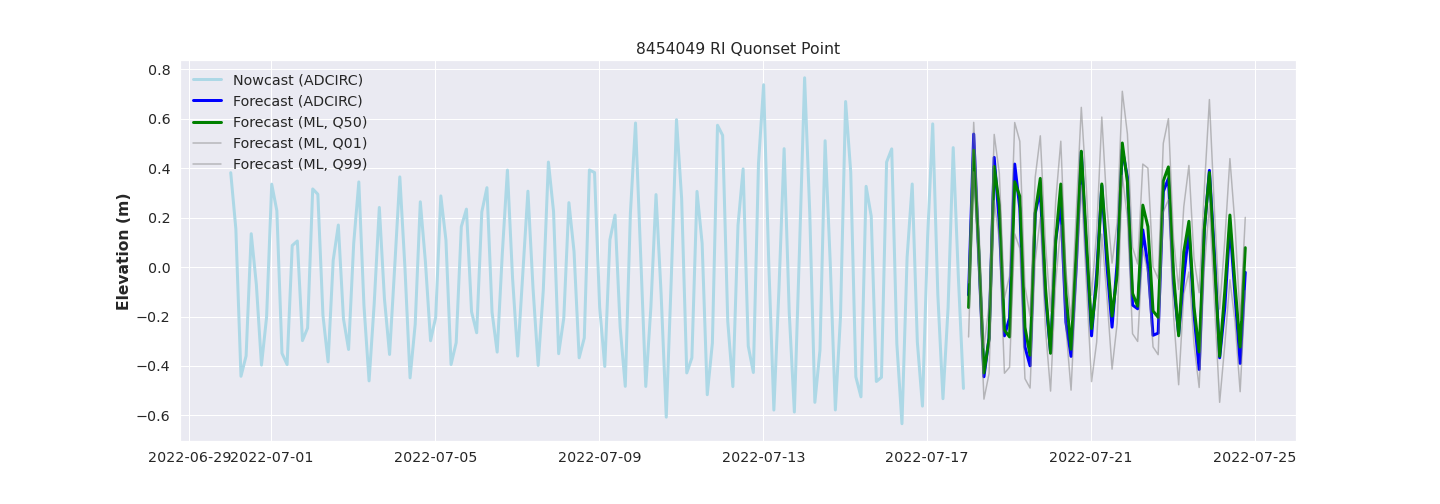 8454049 RI Quonset Point
Nowcast (ADCIRC)
Forecast (ADCIRC)
Forecast (ML, Q50)
Forecast (ML, Q01)
Forecast (ML, Q99)
Elevation (m)
0.8
0.6
0.4
0.2
0.0
−0.2
−0.4
−0.6
2022-06-29 2022-07-01 2022-07-05 2022-07-09 2022-07-13 2022-07-17 2022-07-21 2022-07-25